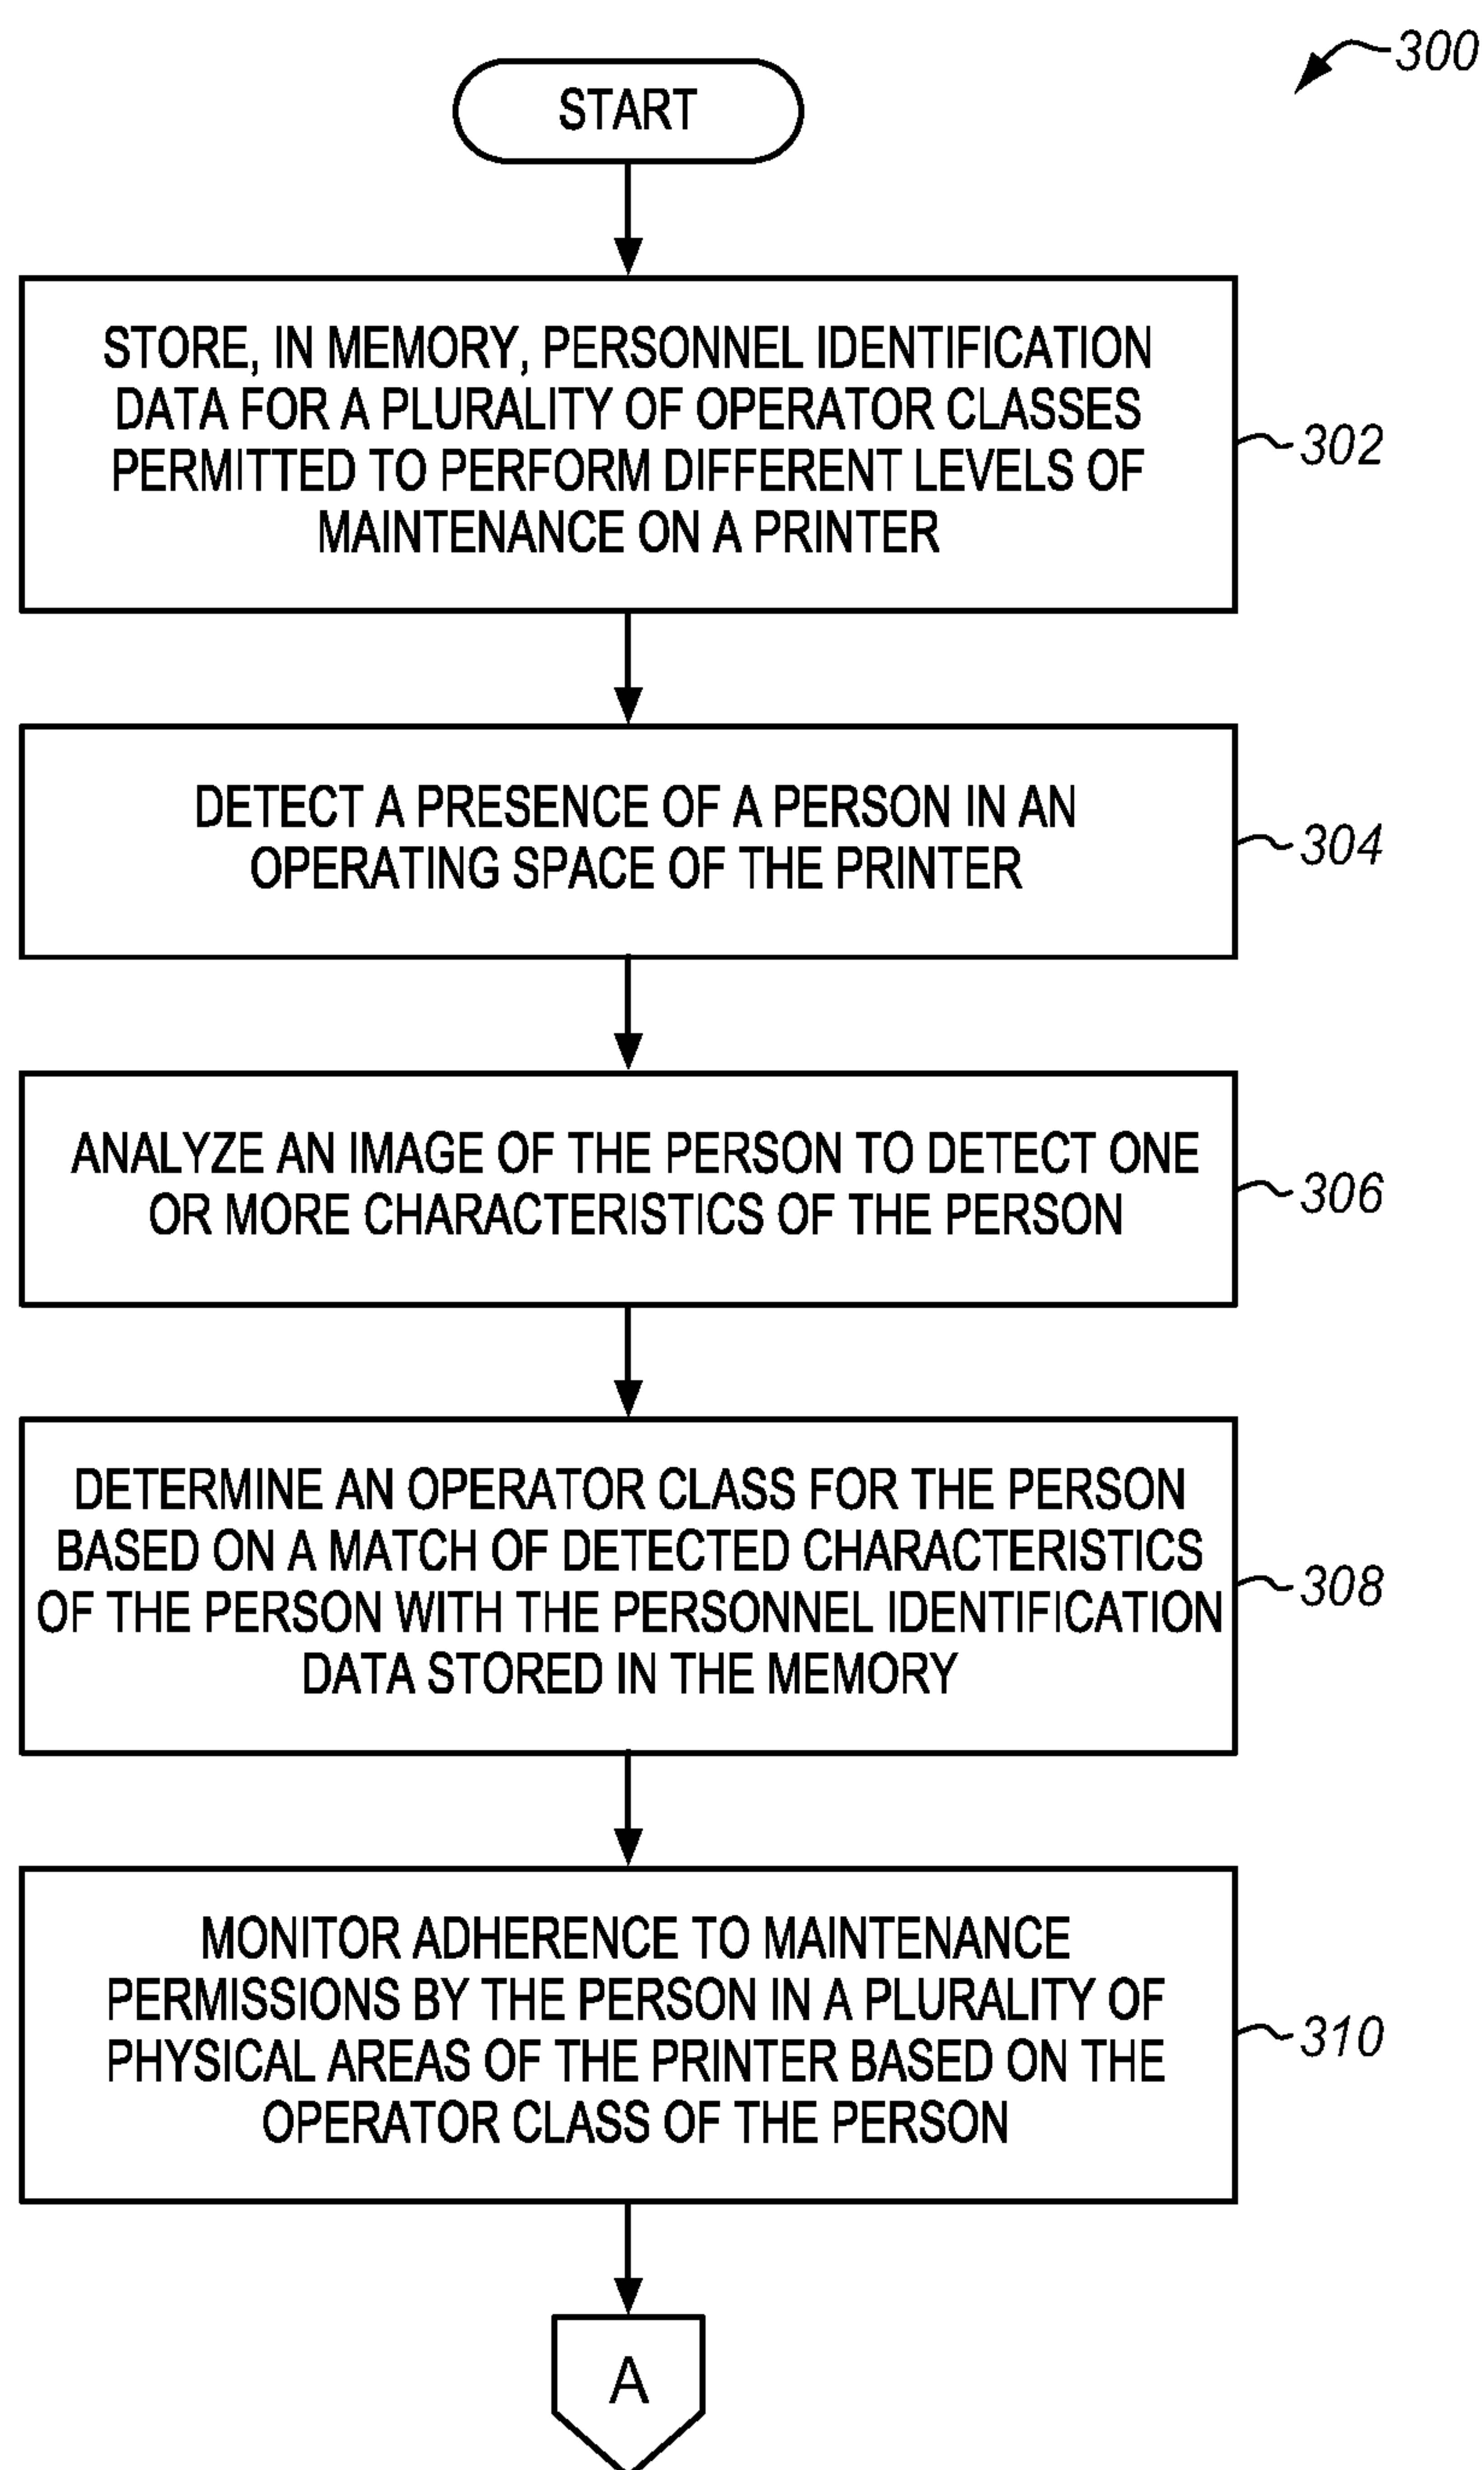 300
START
STORE, IN MEMORY, PERSONNEL IDENTIFICATION
DATA FOR A PLURALITY OF OPERATOR CLASSES
PERMITTED TO PERFORM DIFFERENT LEVELS OF
MAINTENANCE ON A PRINTER
302
DETECT A PRESENCE OF A PERSON IN AN
OPERATING SPACE OF THE PRINTER
304
ANALYZE AN IMAGE OF THE PERSON TO DETECT ONE
OR MORE CHARACTERISTICS OF THE PERSON
306
DETERMINE AN OPERATOR CLASS FOR THE PERSON
BASED ON A MATCH OF DETECTED CHARACTERISTICS
OF THE PERSON WITH THE PERSONNEL IDENTIFICATION
DATA STORED IN THE MEMORY
308
MONITOR ADHERENCE TO MAINTENANCE
PERMISSIONS BY THE PERSON IN A PLURALITY OF
PHYSICAL AREAS OF THE PRINTER BASED ON THE
OPERATOR CLASS OF THE PERSON
310
A